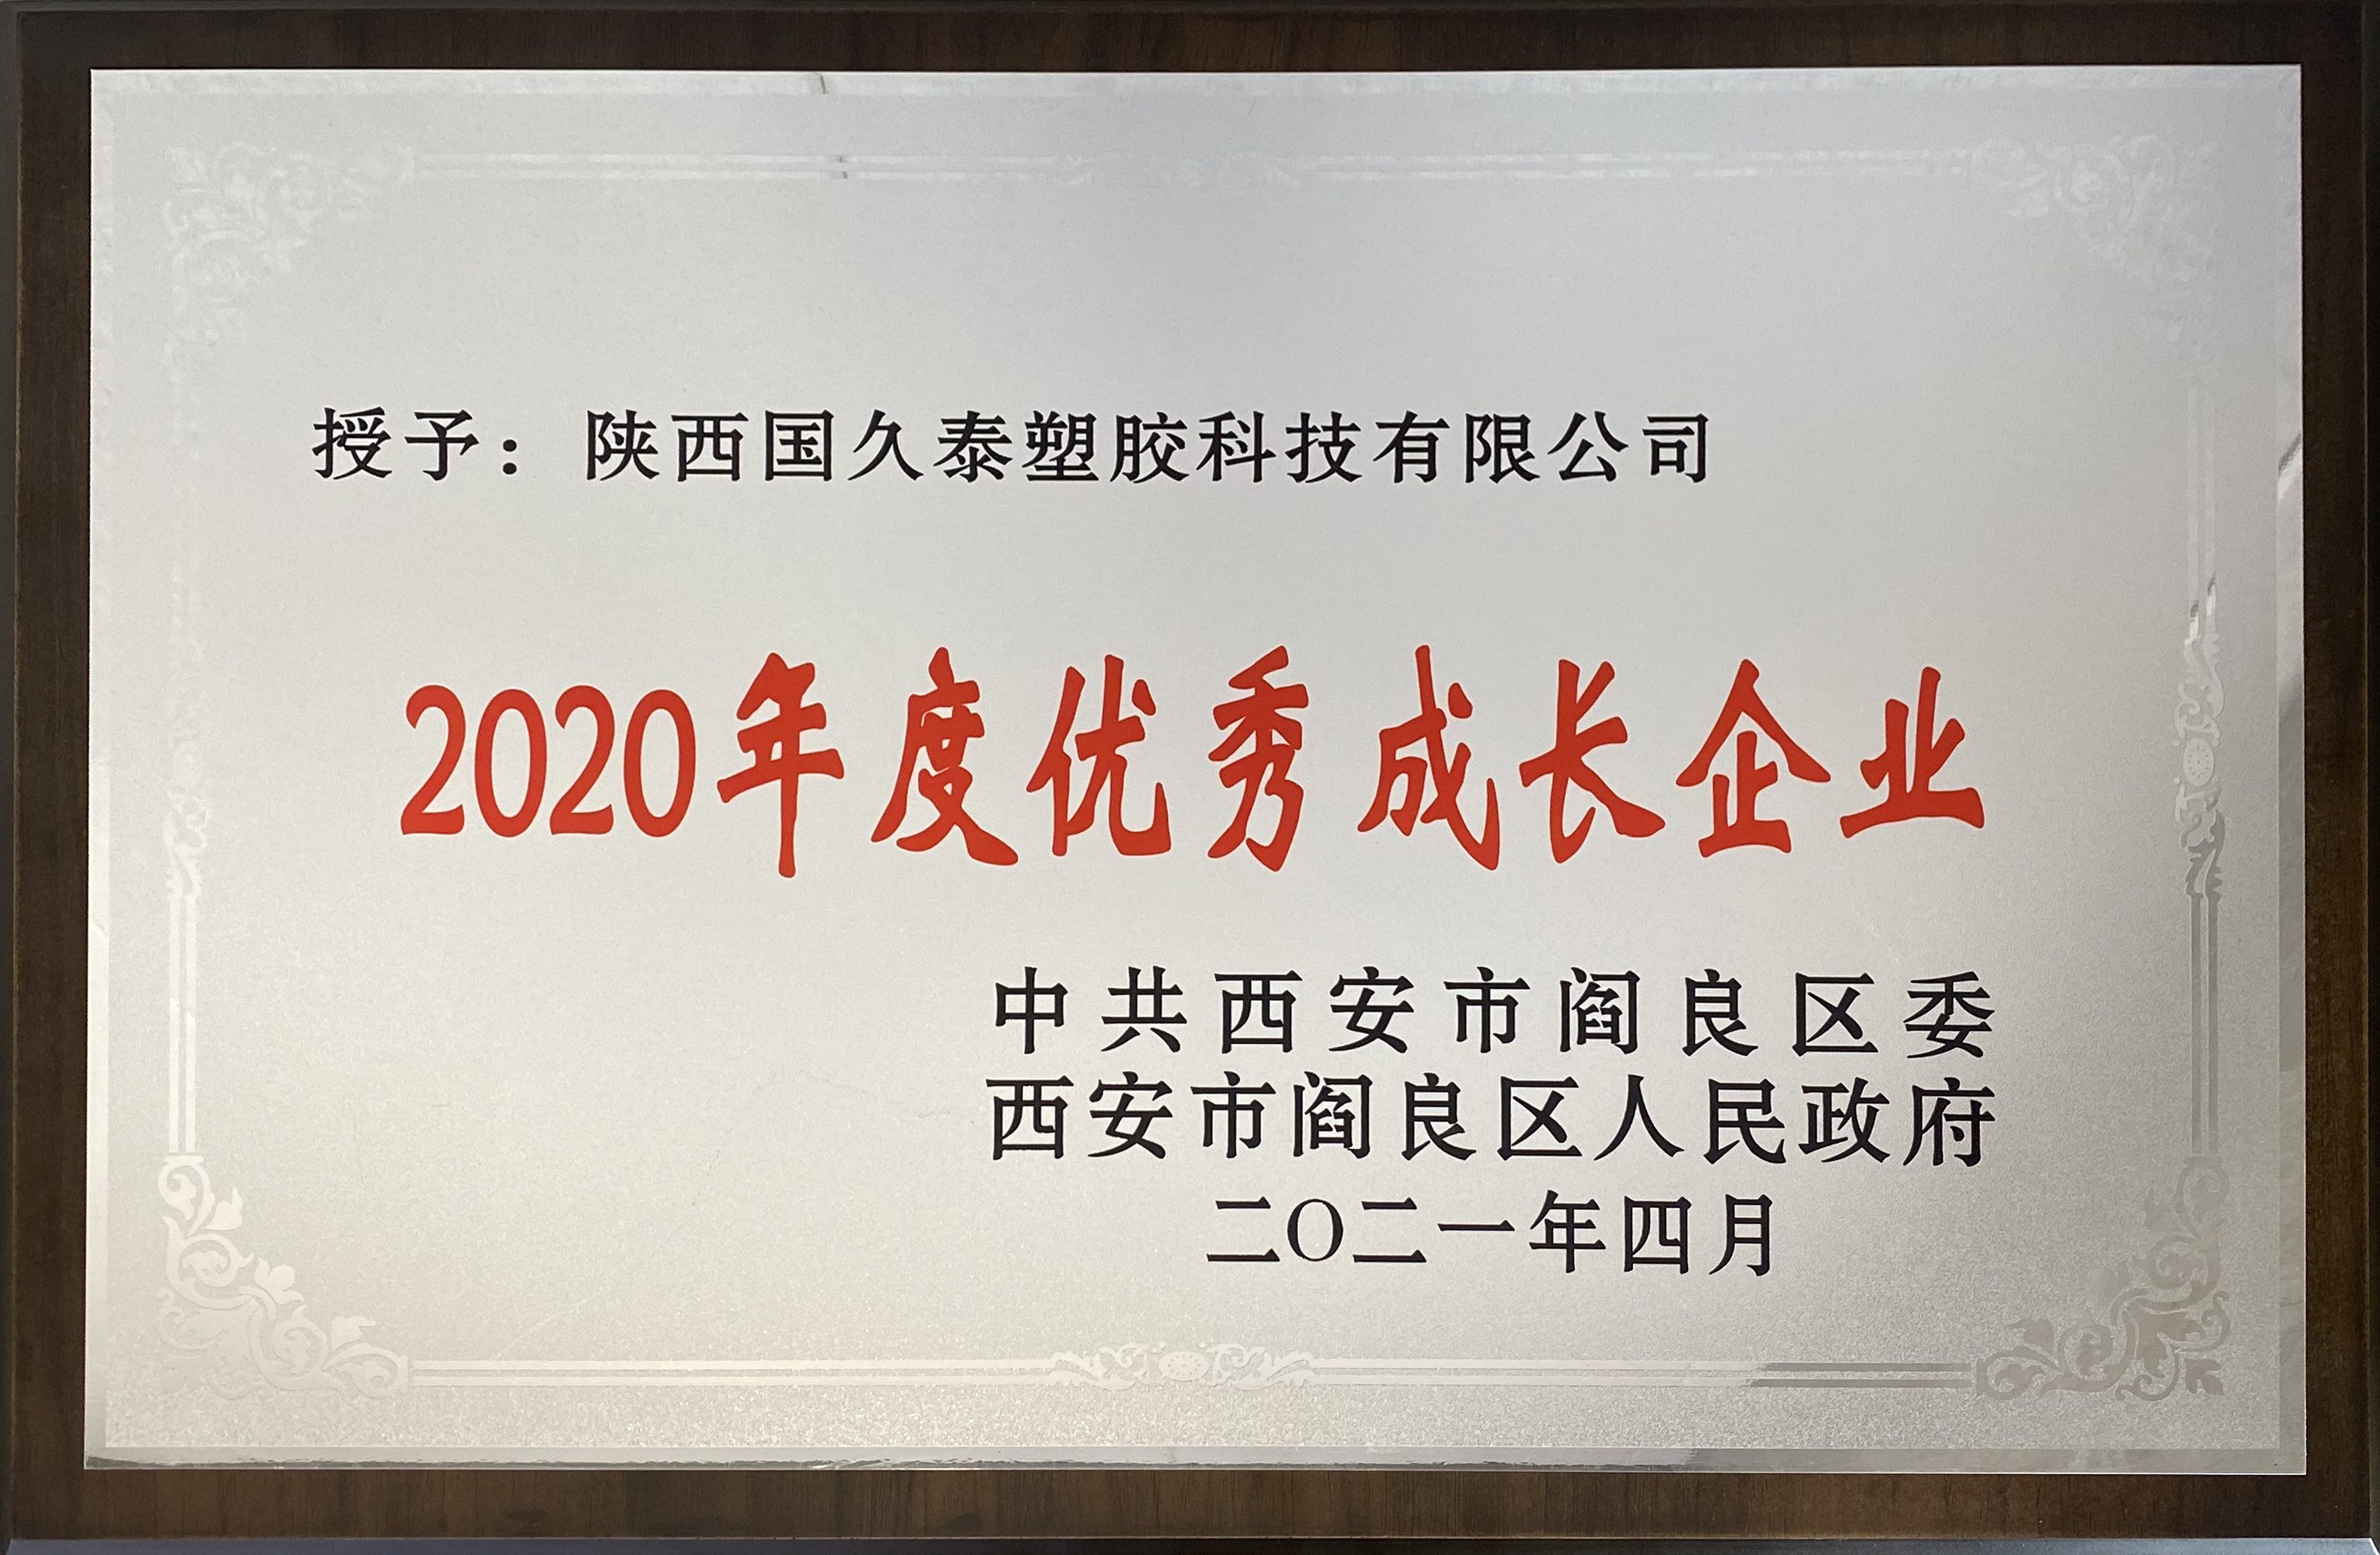 授予：陕西国久泰塑胶科技有限公司
2020年度优秀成长企业
中共西安市阎良区委
西安市阎良区人民政府
二〇二一年四月